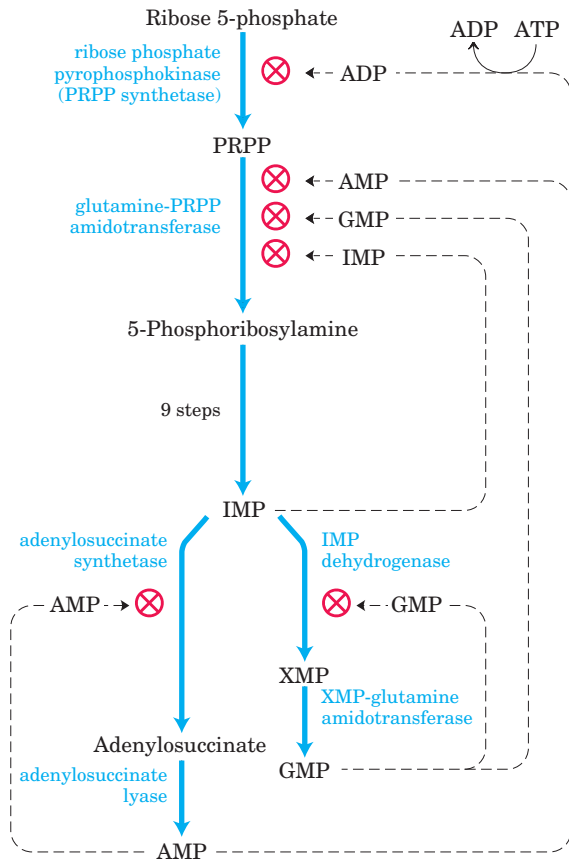 Ribose 5-phosphate
ADP ATP
ribose phosphate
pyrophosphokinase
(PRPP synthetase)
ADP
PRPP
AMP
glutamine-PRPP
amidotransferase
GMP
IMP
5-Phosphoribosylamine
9 steps
IMP
adenylosuccinate
synthetase
IMP
dehydrogenase
AMP
GMP
XMP
XMP-glutamine
amidotransferase
Adenylosuccinate
GMP
adenylosuccinate
lyase
AMP